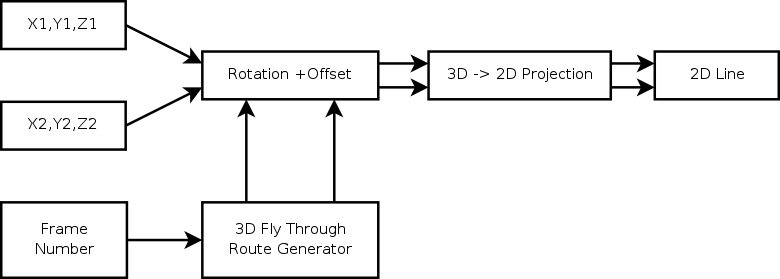 X1,Y1,Z1
Rotation +Offset
3D -> 2D Projection
2D Line
X2,Y2,Z2
Frame
Number
3D Fly Through
Route Generator